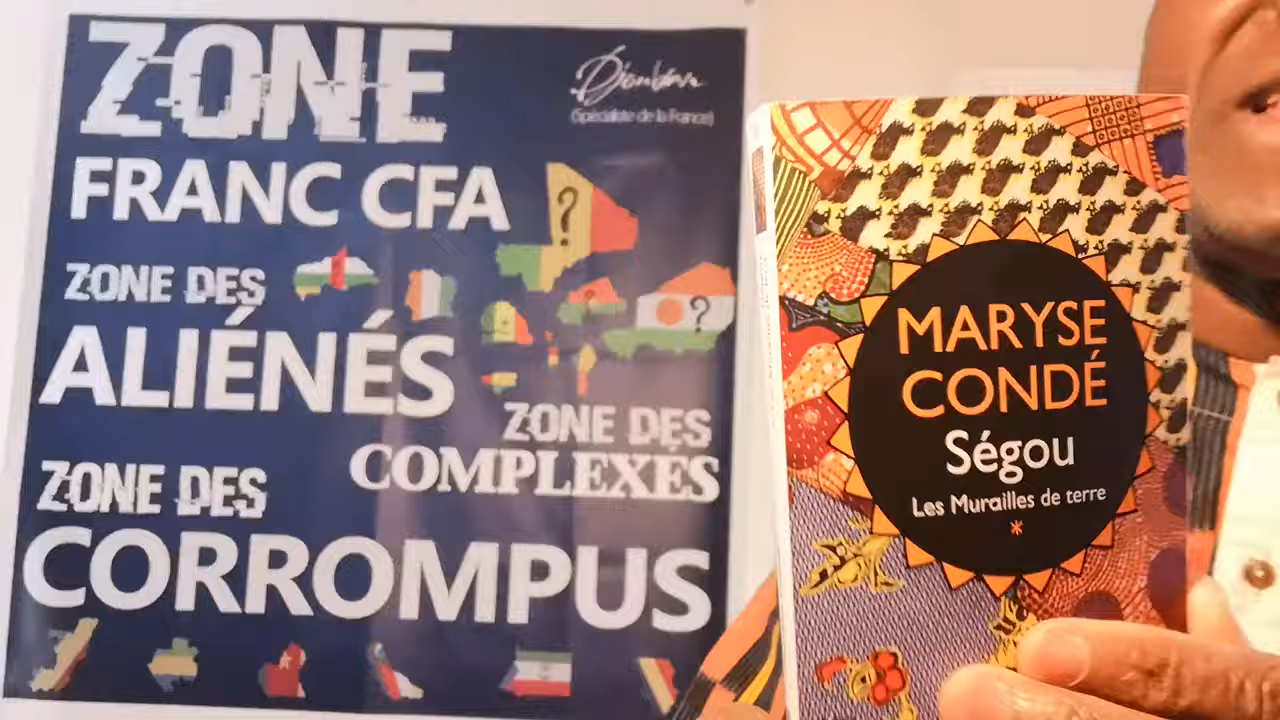 ZONE
(Spécialiste de la France)
FRANC CFA
?
?
ZONE DES
ALIÉNÉS
ZONE DES
COMPLEXÉS
ZONE DES
CORROMPUS
MARYSE
CONDÉ
Ségou
Les Murailles de terre
*